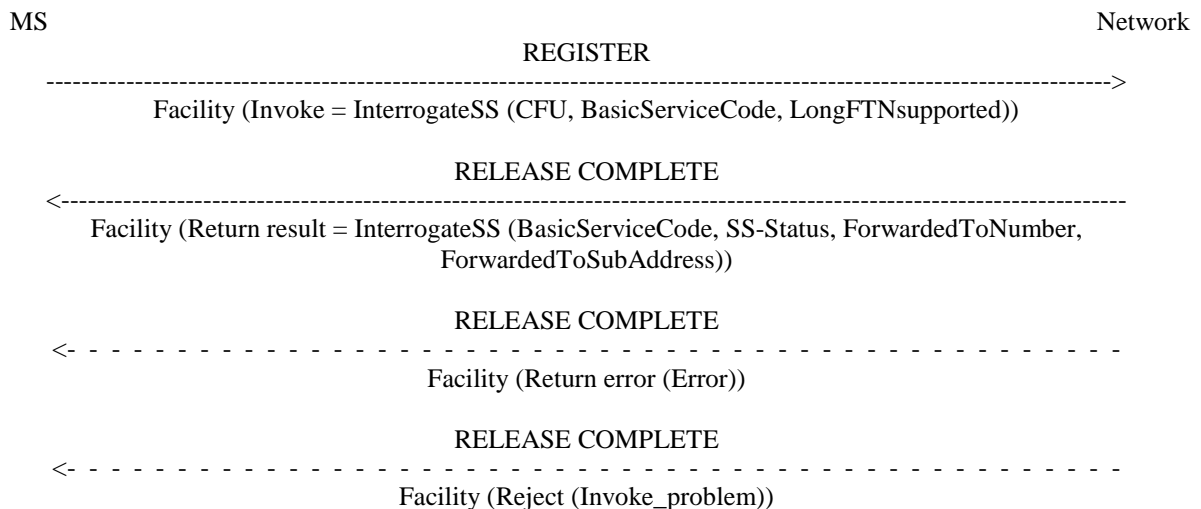 MS Network
REGISTER
------------------------------------------------------------------------------------------------------------------------>
Facility (Invoke = InterrogateSS (CFU, BasicServiceCode, LongFTNsupported))
RELEASE COMPLETE
<------------------------------------------------------------------------------------------------------------------------
Facility (Return result = InterrogateSS (BasicServiceCode, SS-Status, ForwardedToNumber,
ForwardedToSubAddress))
RELEASE COMPLETE
<- - - - - - - - - - - - - - - - - - - - - - - - - - - - - - - - - - - - - - - - - - - - - - - - - - - - - - - - - -
Facility (Return error (Error))
RELEASE COMPLETE
<- - - - - - - - - - - - - - - - - - - - - - - - - - - - - - - - - - - - - - - - - - - - - - - - - - - - - - - - - -
Facility (Reject (Invoke_problem))